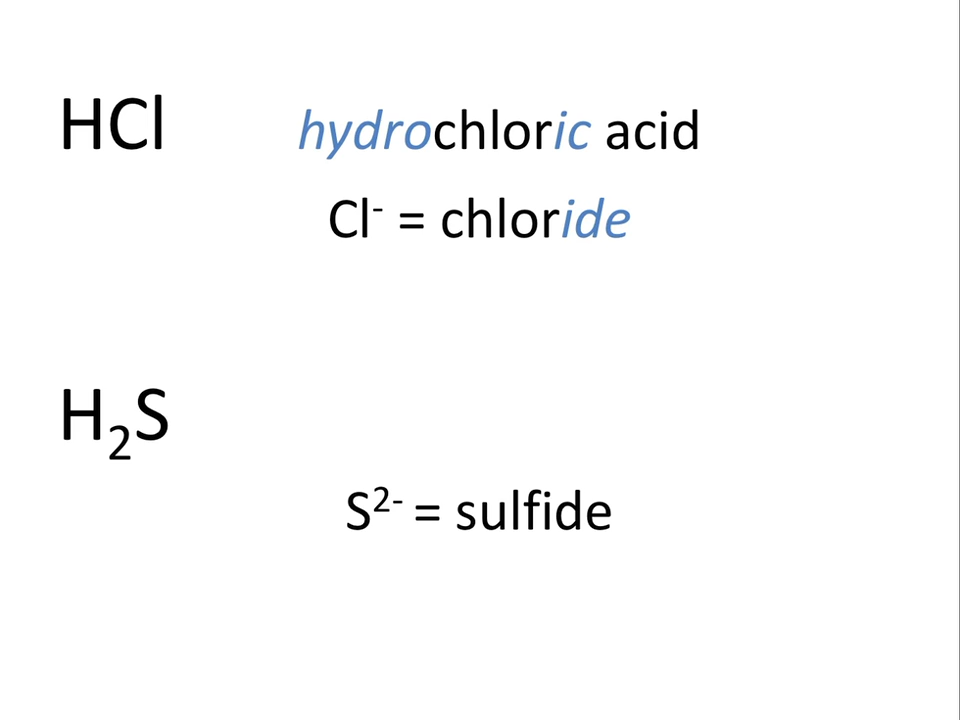 HCl hydrochloric acid
Cl⁻ = chloride
H₂S
S²⁻ = sulfide